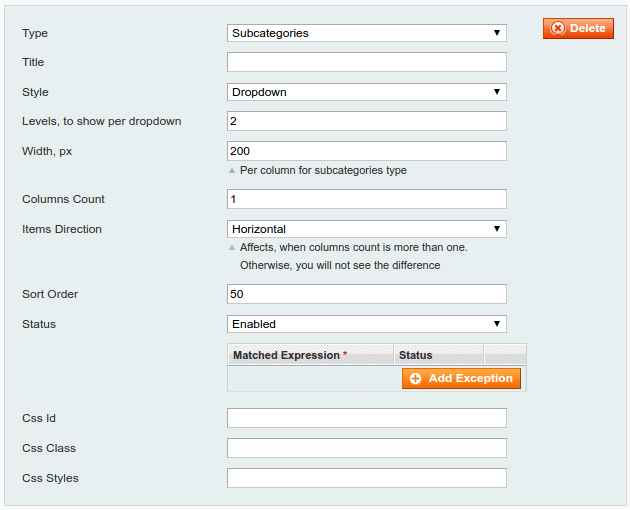 Type Subcategories Delete
Title
Style Dropdown
Levels, to show per dropdown 2
Width, px 200
Per column for subcategories type
Columns Count 1
Items Direction Horizontal
Affects, when columns count is more than one.
Otherwise, you will not see the difference
Sort Order 50
Status Enabled
Matched Expression * Status
Add Exception
Css Id
Css Class
Css Styles